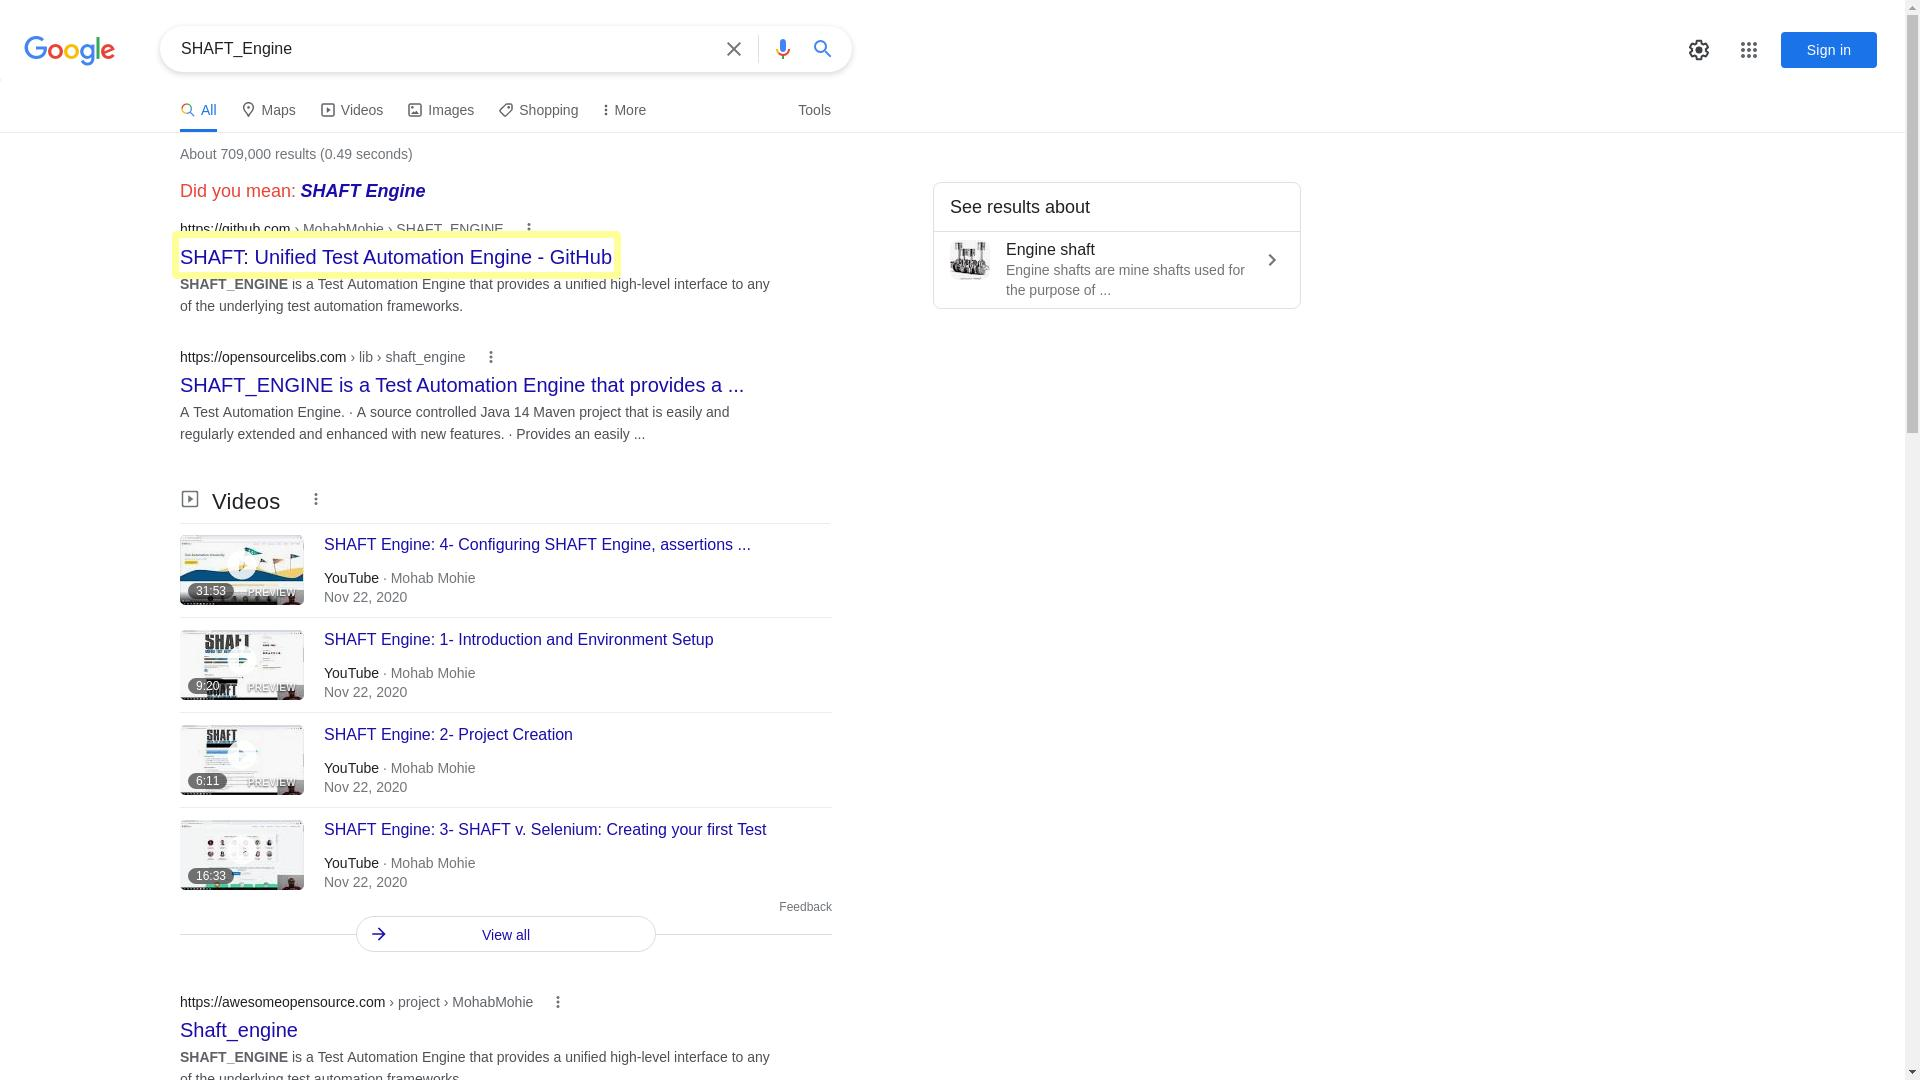 Google
SHAFT_Engine
Sign in
All
Maps
Videos
Images
Shopping
More
Tools
About 709,000 results (0.49 seconds)
Did you mean: SHAFT Engine
https://github.com › MohabMohie › SHAFT_ENGINE
SHAFT: Unified Test Automation Engine - GitHub
SHAFT_ENGINE is a Test Automation Engine that provides a unified high-level interface to any
of the underlying test automation frameworks.
See results about
Engine shaft
Engine shafts are mine shafts used for
the purpose of ...
https://opensourcelibs.com › lib › shaft_engine
SHAFT_ENGINE is a Test Automation Engine that provides a ...
A Test Automation Engine. · A source controlled Java 14 Maven project that is easily and
regularly extended and enhanced with new features. · Provides an easily ...
Videos
31:53
PREVIEW
SHAFT Engine: 4- Configuring SHAFT Engine, assertions ...
YouTube · Mohab Mohie
Nov 22, 2020
SHAFT
9:20
PREVIEW
SHAFT Engine: 1- Introduction and Environment Setup
YouTube · Mohab Mohie
Nov 22, 2020
SHAFT
6:11
PREVIEW
SHAFT Engine: 2- Project Creation
YouTube · Mohab Mohie
Nov 22, 2020
16:33
SHAFT Engine: 3- SHAFT v. Selenium: Creating your first Test
YouTube · Mohab Mohie
Nov 22, 2020
Feedback
View all
https://awesomeopensource.com › project › MohabMohie
Shaft_engine
SHAFT_ENGINE is a Test Automation Engine that provides a unified high-level interface to any
of the underlying test automation frameworks.